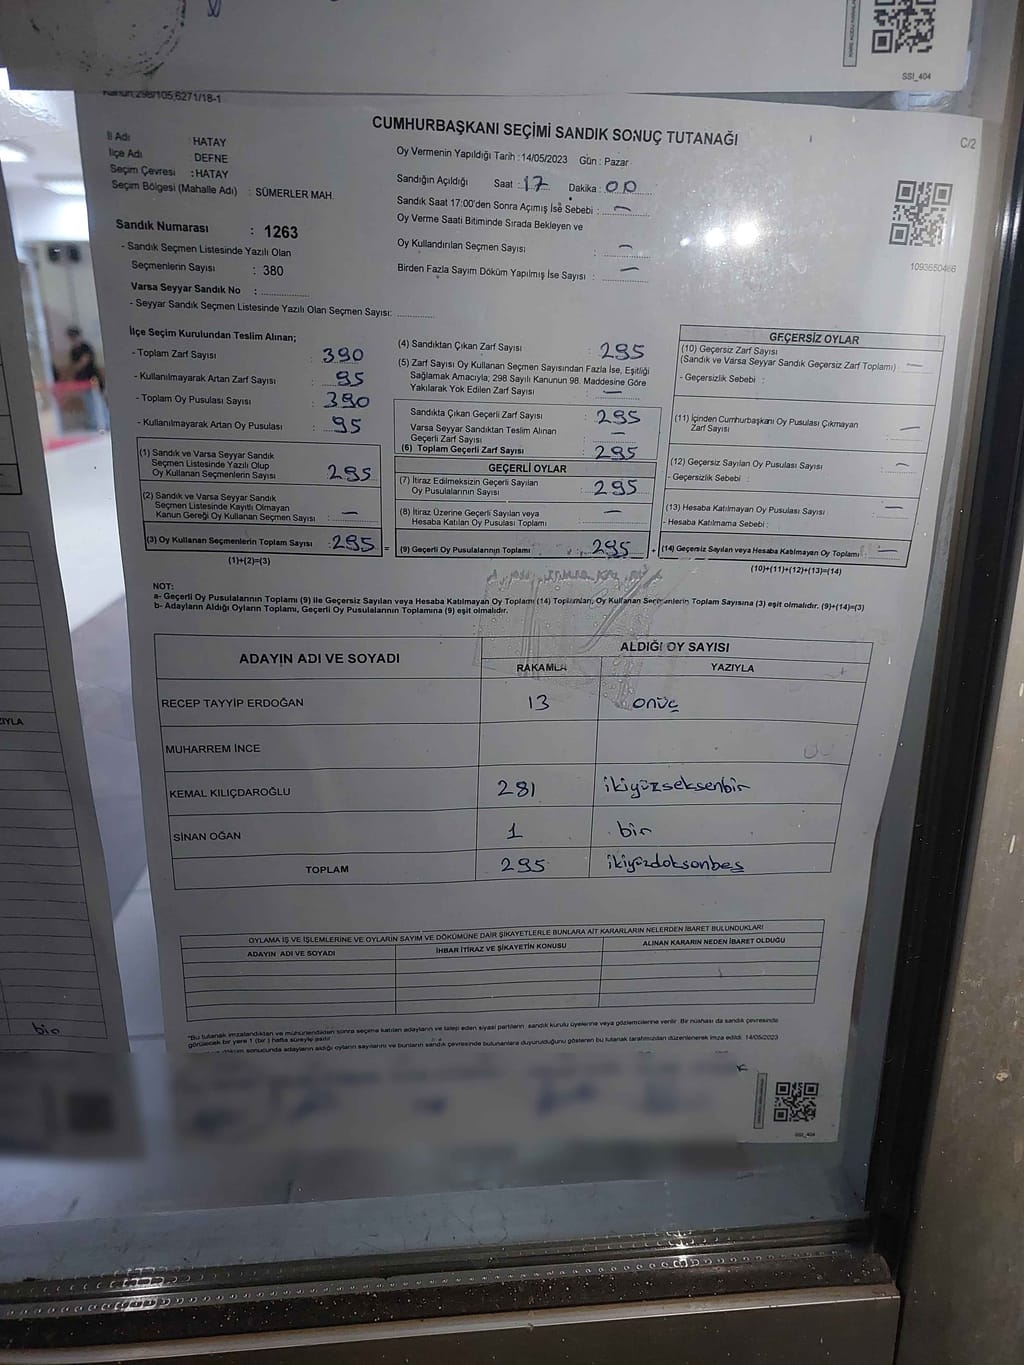 SSI_404
Kanun:298/105,6271/18-1
CUMHURBAŞKANI SEÇİMİ SANDIK SONUÇ TUTANAĞI
C/2
İl Adı : HATAY
İlçe Adı : DEFNE
Seçim Çevresi : HATAY
Seçim Bölgesi (Mahalle Adı) : SÜMERLER MAH.
Sandık Numarası : 1263
- Sandık Seçmen Listesinde Yazılı Olan
Seçmenlerin Sayısı : 380
Varsa Seyyar Sandık No :
- Seyyar Sandık Seçmen Listesinde Yazılı Olan Seçmen Sayısı:
Oy Vermenin Yapıldığı Tarih : 14/05/2023 Gün : Pazar
Sandığın Açıldığı Saat : 17 Dakika : 00
Sandık Saat 17:00'den Sonra Açımış İse Sebebi : —
Oy Verme Saati Bitiminde Sırada Bekleyen ve
Oy Kullandırılan Seçmen Sayısı : —
Birden Fazla Sayım Döküm Yapılmış İse Sayısı : —
1093650466
İlçe Seçim Kurulundan Teslim Alınan;
- Toplam Zarf Sayısı : 390
- Kullanılmayarak Artan Zarf Sayısı : 95
- Toplam Oy Pusulası Sayısı : 390
- Kullanılmayarak Artan Oy Pusulası : 95
(1) Sandık ve Varsa Seyyar Sandık
Seçmen Listesinde Yazılı Olup
Oy Kullanan Seçmenlerin Sayısı : 295
(2) Sandık ve Varsa Seyyar Sandık
Seçmen Listesinde Kayıtlı Olmayan
Kanun Gereği Oy Kullanan Seçmen Sayısı : —
(3) Oy Kullanan Seçmenlerin Toplam Sayısı : 295 =
(1)+(2)=(3)
(4) Sandıktan Çıkan Zarf Sayısı : 295
(5) Zarf Sayısı Oy Kullanan Seçmen Sayısından Fazla İse, Eşitliği
Sağlamak Amacıyla; 298 Sayılı Kanunun 98. Maddesine Göre
Yakılarak Yok Edilen Zarf Sayısı : —
Sandıkta Çıkan Geçerli Zarf Sayısı : 295
Varsa Seyyar Sandıktan Teslim Alınan
Geçerli Zarf Sayısı : —
(6) Toplam Geçerli Zarf Sayısı : 295
GEÇERLİ OYLAR
(7) İtiraz Edilmeksizin Geçerli Sayılan
Oy Pusulalarının Sayısı : 295
(8) İtiraz Üzerine Geçerli Sayılan veya
Hesaba Katılan Oy Pusulası Toplamı : —
(9) Geçerli Oy Pusulalarının Toplamı : 295 +
GEÇERSİZ OYLAR
(10) Geçersiz Zarf Sayısı
(Sandık ve Varsa Seyyar Sandık Geçersiz Zarf Toplamı) : —
- Geçersizlik Sebebi :
(11) İçinden Cumhurbaşkanı Oy Pusulası Çıkmayan
Zarf Sayısı : —
(12) Geçersiz Sayılan Oy Pusulası Sayısı : —
- Geçersizlik Sebebi :
(13) Hesaba Katılmayan Oy Pusulası Sayısı : —
- Hesaba Katılmama Sebebi :
(14) Geçersiz Sayılan veya Hesaba Katılmayan Oy Toplamı : —
(10)+(11)+(12)+(13)=(14)
NOT:
a- Geçerli Oy Pusulalarının Toplamı (9) ile Geçersiz Sayılan veya Hesaba Katılmayan Oy Toplamı (14) Toplamları, Oy Kullanan Seçmenlerin Toplam Sayısına (3) eşit olmalıdır. (9)+(14)=(3)
b- Adayların Aldığı Oyların Toplamı, Geçerli Oy Pusulalarının Toplamına (9) eşit olmalıdır.
ADAYIN ADI VE SOYADI ALDIĞI OY SAYISI
RAKAMLA YAZIYLA
RECEP TAYYİP ERDOĞAN 13 onüç
MUHARREM İNCE
KEMAL KILIÇDAROĞLU 281 ikiyüzseksenbir
SİNAN OĞAN 1 bir
TOPLAM 295 ikiyüzdoksonbeş
OYLAMA İŞ VE İŞLEMLERİNE VE OYLARIN SAYIM VE DÖKÜMÜNE DAİR ŞİKAYETLERLE BUNLARA AİT KARARLARIN NELERDEN İBARET BULUNDUKLARI
ADAYIN ADI VE SOYADI İHBAR İTİRAZ VE ŞİKAYETİN KONUSU ALINAN KARARIN NEDEN İBARET OLDUĞU
*Bu tutanak imzalandıktan ve mühürlendikten sonra seçime katılan adayların ve talep eden siyasi partilerin sandık kurulu üyelerine veya gözlemcilerine verilir. Bir nüshası da sandık çevresinde
görülecek bir yere 1 (bir) hafta süreyle asılır.
döküm sonucunda adayların aldığı oyların sayılarını ve bunların sandık çevresinde bulunanlara duyurulduğunu gösteren bu tutanak tarafımızdan düzenlenerek imza edildi. 14/05/2023
bir
SSI_404